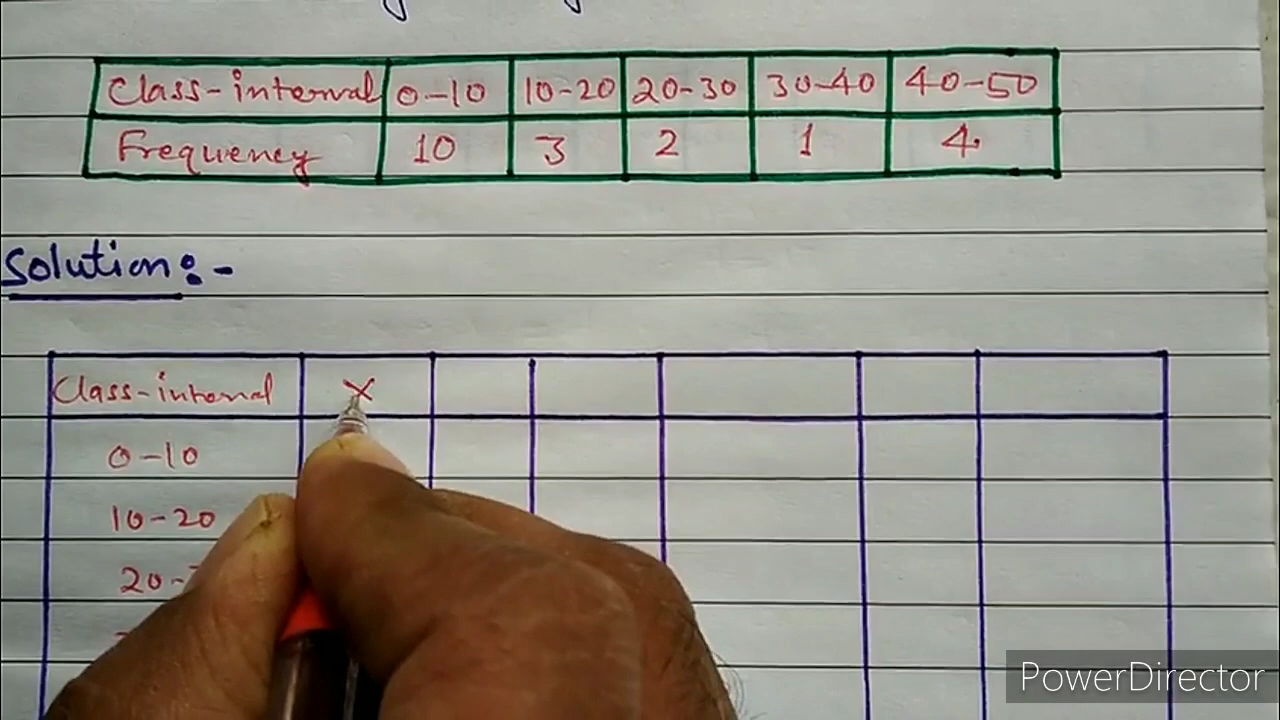 Class-interval 0-10 10-20 20-30 30-40 40-50
Frequency 10 3 2 1 4.
Solution:-
Class-interval X
0-10
10-20
20-
PowerDirector